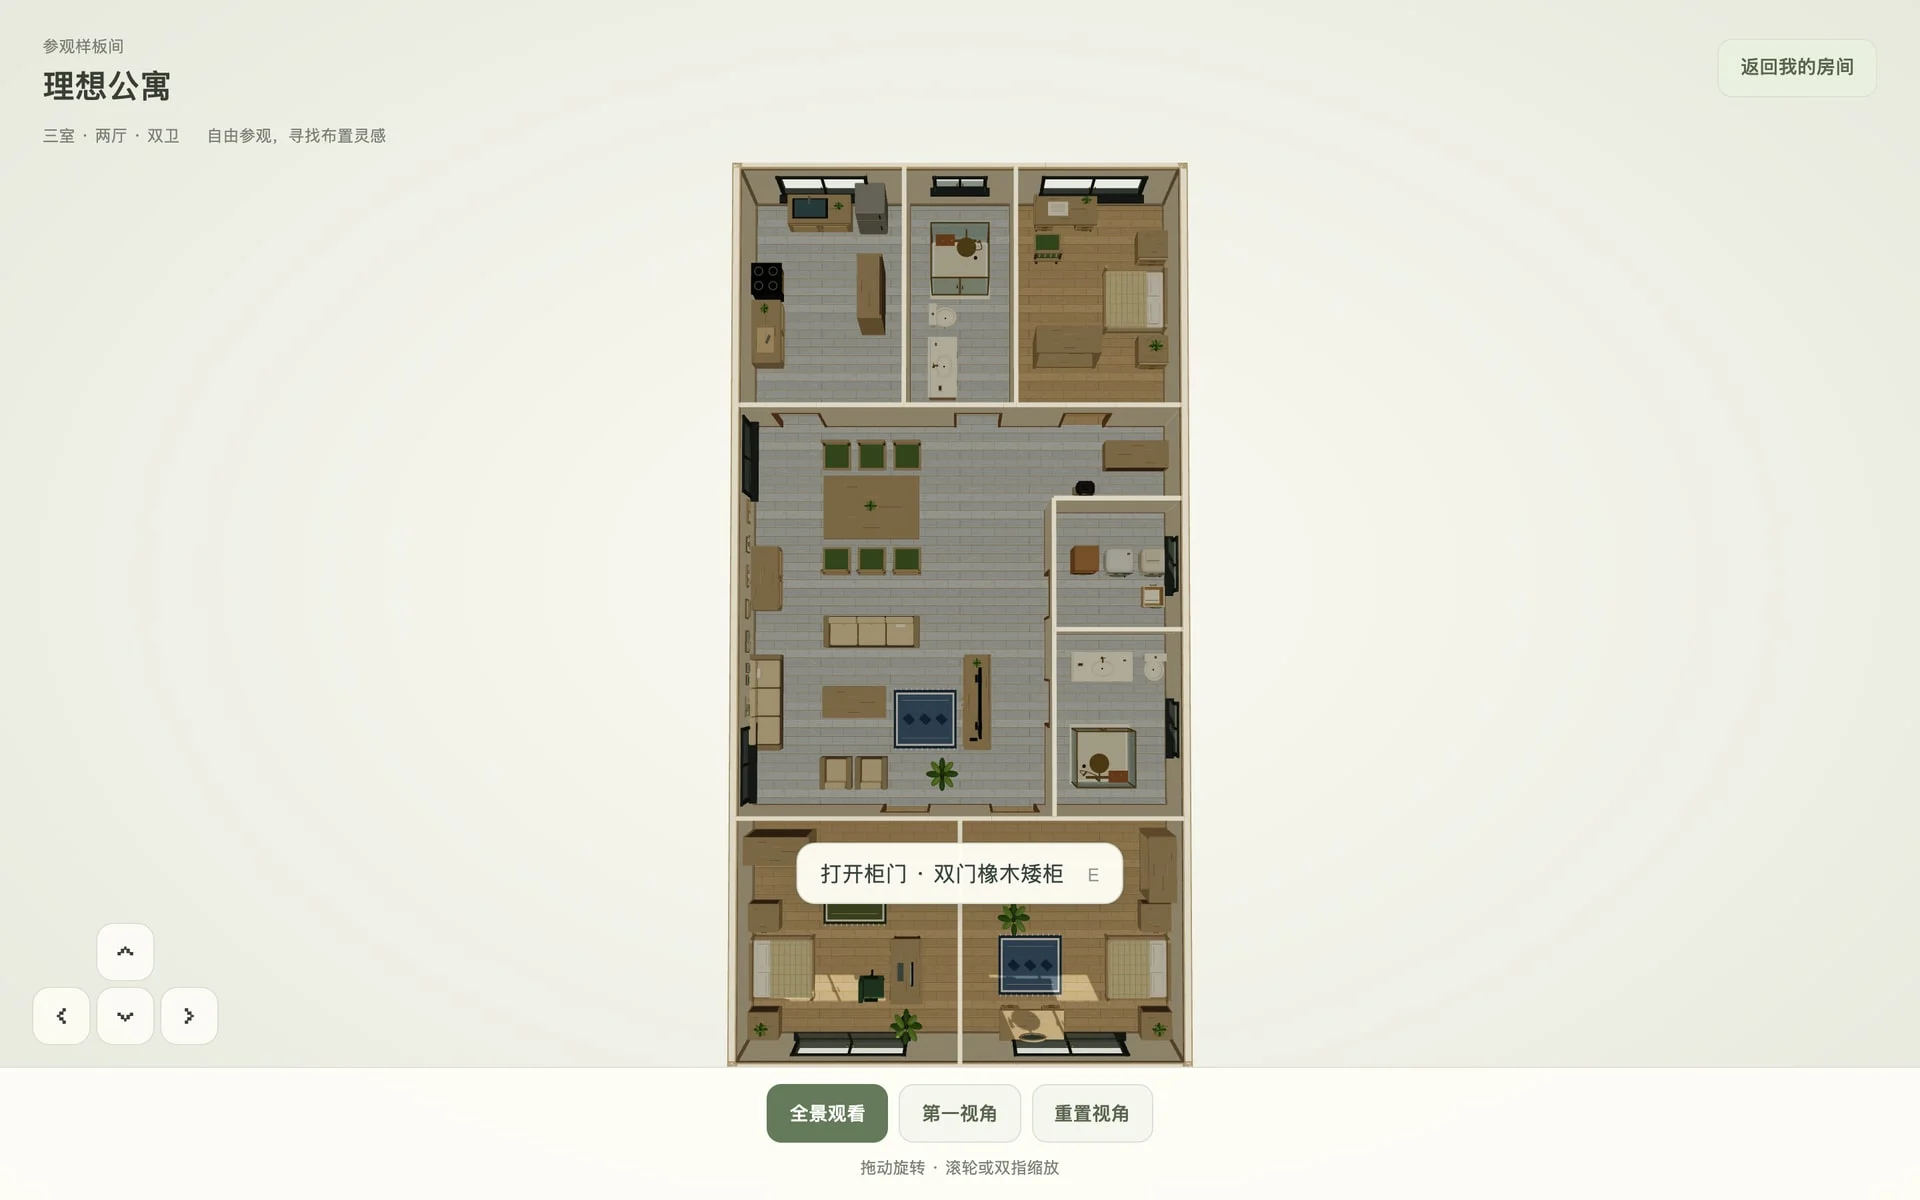 参观样板间
理想公寓
三室 · 两厅 · 双卫 自由参观，寻找布置灵感
返回我的房间
打开柜门 · 双门橡木矮柜 E
全景观看 第一视角 重置视角
拖动旋转 · 滚轮或双指缩放